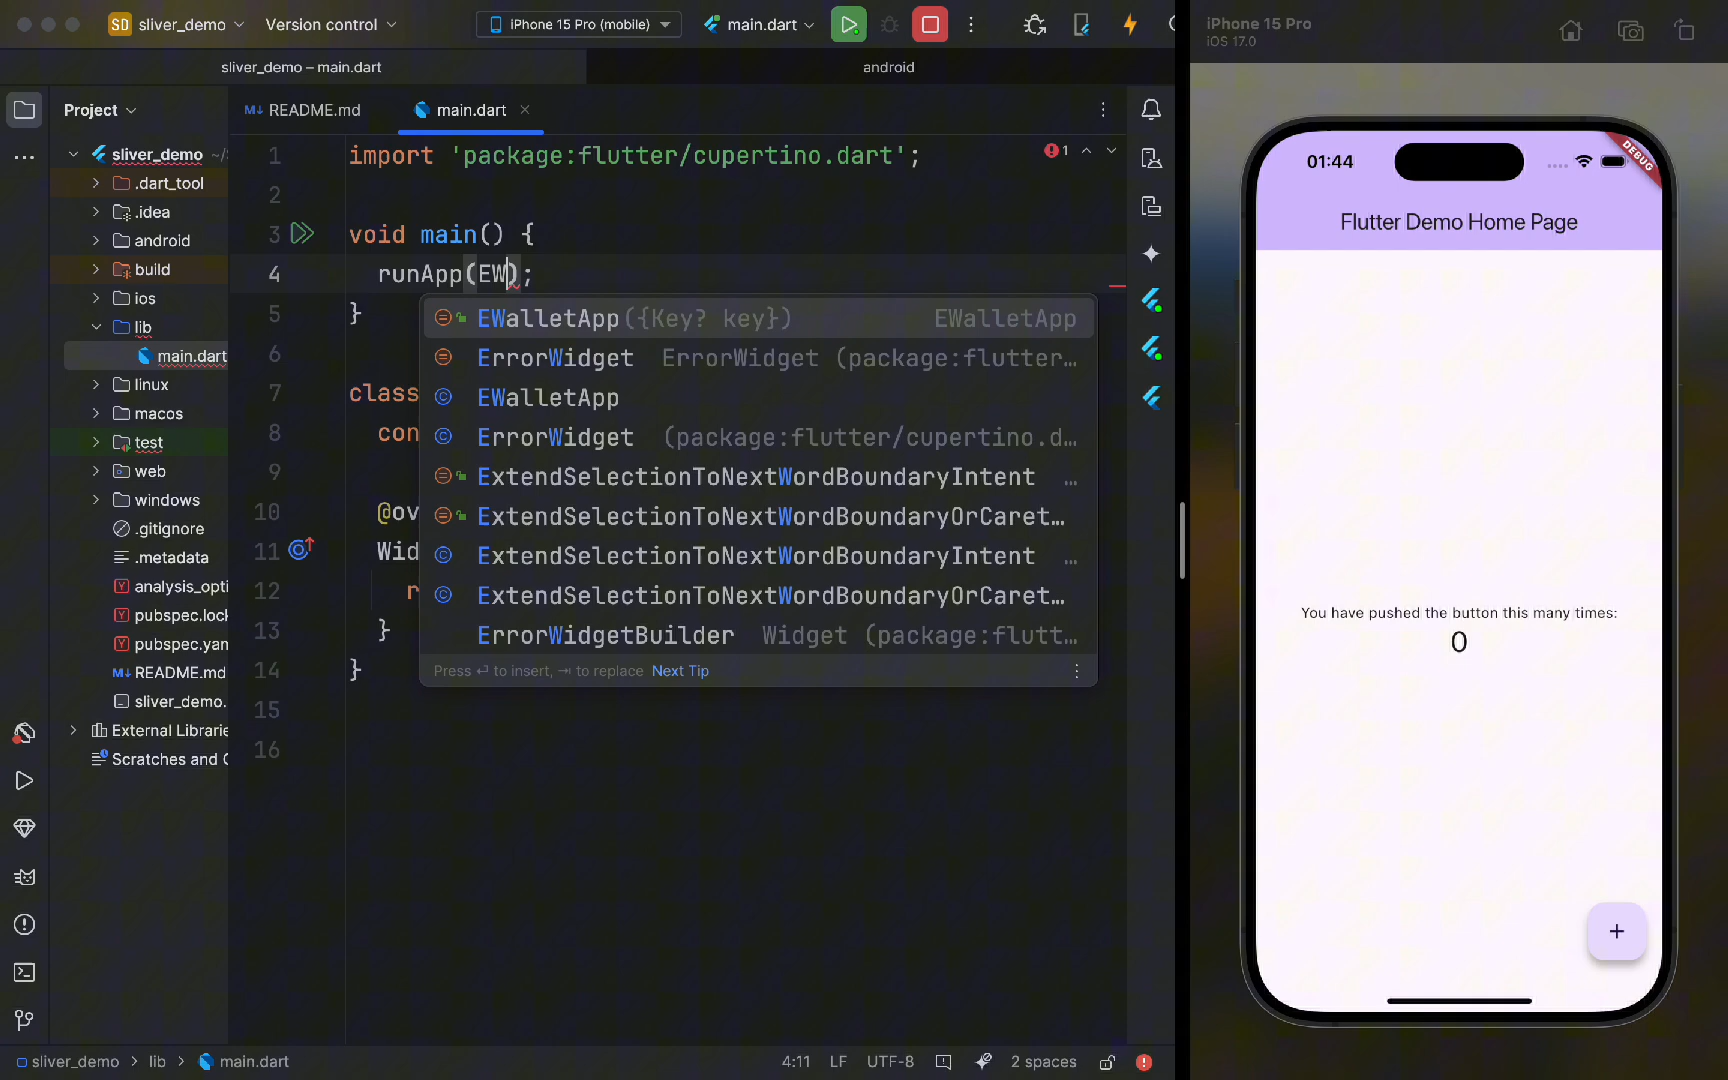 SD sliver_demo Version control iPhone 15 Pro (mobile) main.dart
sliver_demo – main.dart android
Project
README.md main.dart
sliver_demo ~/
.dart_tool
.idea
android
build
ios
lib
main.dart
linux
macos
test
web
windows
.gitignore
.metadata
analysis_opti
pubspec.lock
pubspec.yan
README.md
sliver_demo.
External Librarie
Scratches and C
1 import 'package:flutter/cupertino.dart';
1
2
3 void main() {
4 runApp(EW);
5 }
6
7 class
8 con
9
10 @ov
11 Wid
12 r
13 }
14 }
15
16
EWalletApp({Key? key}) EWalletApp
ErrorWidget ErrorWidget (package:flutter…
EWalletApp
ErrorWidget (package:flutter/cupertino.d…
ExtendSelectionToNextWordBoundaryIntent …
ExtendSelectionToNextWordBoundaryOrCaret…
ExtendSelectionToNextWordBoundaryIntent …
ExtendSelectionToNextWordBoundaryOrCaret…
ErrorWidgetBuilder Widget (package:flutt…
Press ⏎ to insert, ⇥ to replace Next Tip
sliver_demo > lib > main.dart
4:11 LF UTF-8 2 spaces
iPhone 15 Pro
iOS 17.0
01:44
DEBUG
Flutter Demo Home Page
You have pushed the button this many times:
0
+